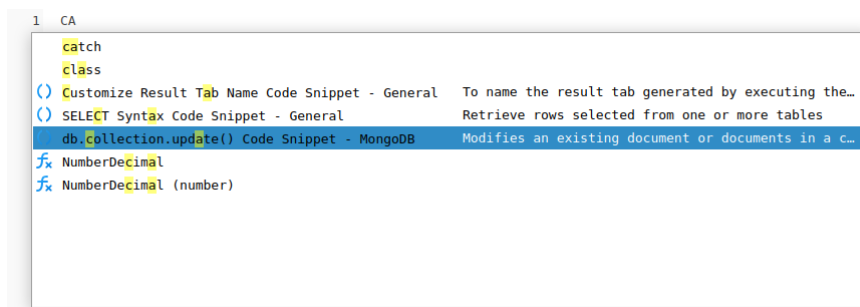 1 CA
catch
class
() Customize Result Tab Name Code Snippet - General To name the result tab generated by executing the…
() SELECT Syntax Code Snippet - General Retrieve rows selected from one or more tables
db.collection.update() Code Snippet - MongoDB Modifies an existing document or documents in a c…
fx NumberDecimal
fx NumberDecimal (number)